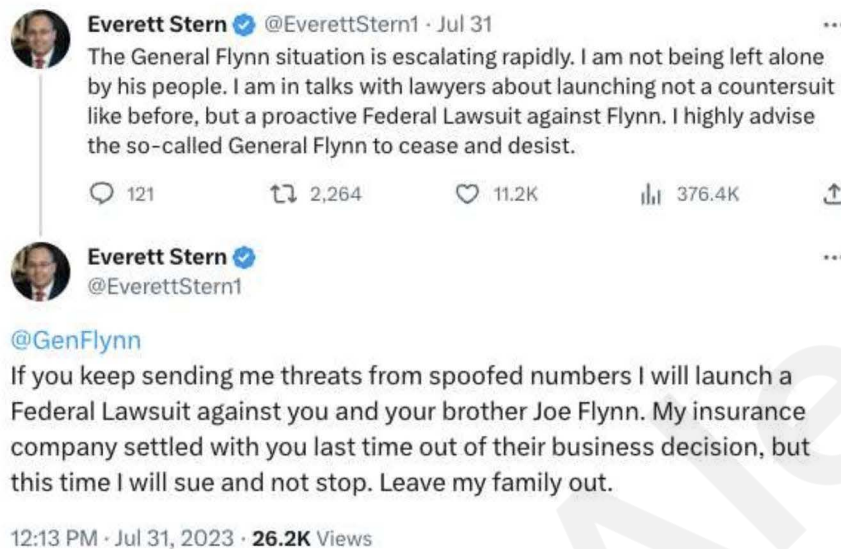 Everett Stern @EverettStern1 · Jul 31
The General Flynn situation is escalating rapidly. I am not being left alone
by his people. I am in talks with lawyers about launching not a countersuit
like before, but a proactive Federal Lawsuit against Flynn. I highly advise
the so-called General Flynn to cease and desist.
121 2,264 11.2K 376.4K
Everett Stern
@EverettStern1
@GenFlynn
If you keep sending me threats from spoofed numbers I will launch a
Federal Lawsuit against you and your brother Joe Flynn. My insurance
company settled with you last time out of their business decision, but
this time I will sue and not stop. Leave my family out.
12:13 PM · Jul 31, 2023 · 26.2K Views